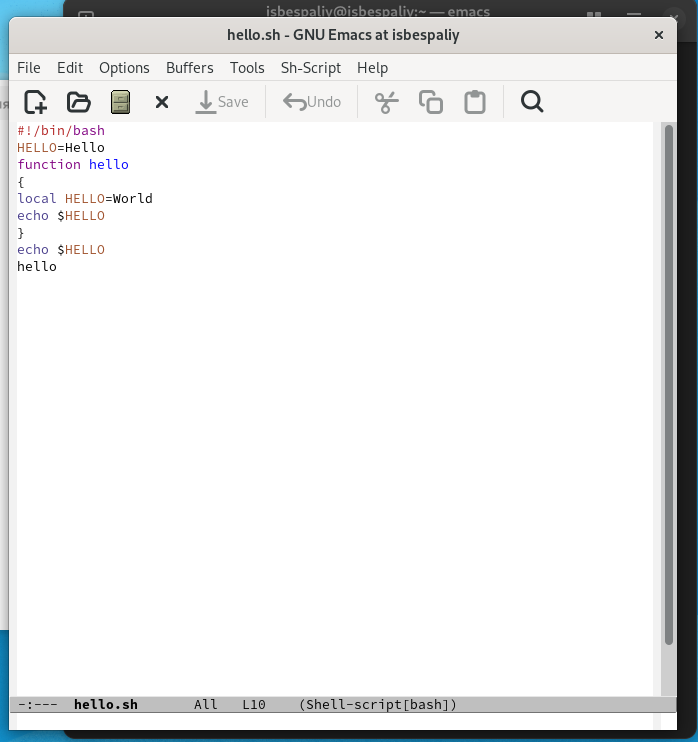 isbespaliy@isbespaliy:~ — emacs
hello.sh - GNU Emacs at isbespaliy
File Edit Options Buffers Tools Sh-Script Help
Save Undo
#!/bin/bash
HELLO=Hello
function hello
{
local HELLO=World
echo $HELLO
}
echo $HELLO
hello
-:--- hello.sh All L10 (Shell-script[bash])